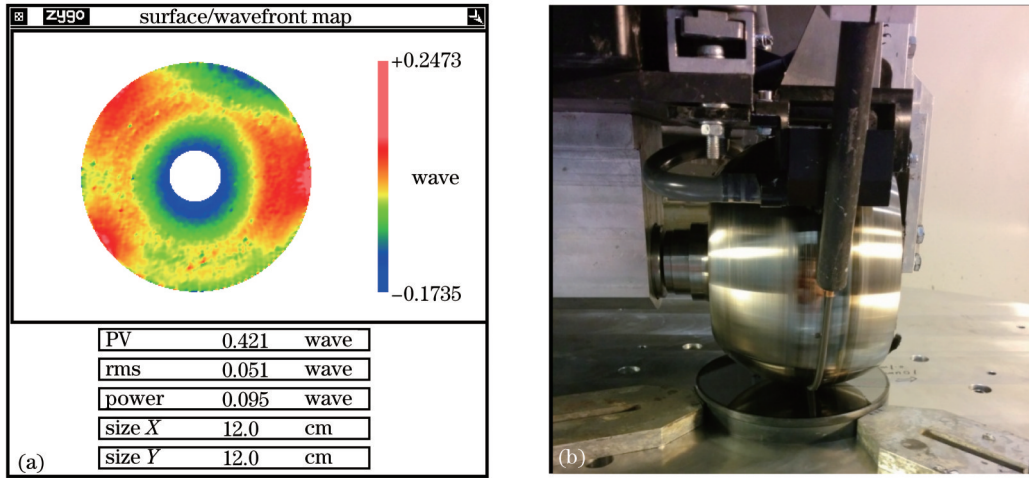 zygo surface/wavefront map
+0.2473
wave
−0.1735
PV 0.421 wave
rms 0.051 wave
power 0.095 wave
size X 12.0 cm
size Y 12.0 cm
(a)
(b)